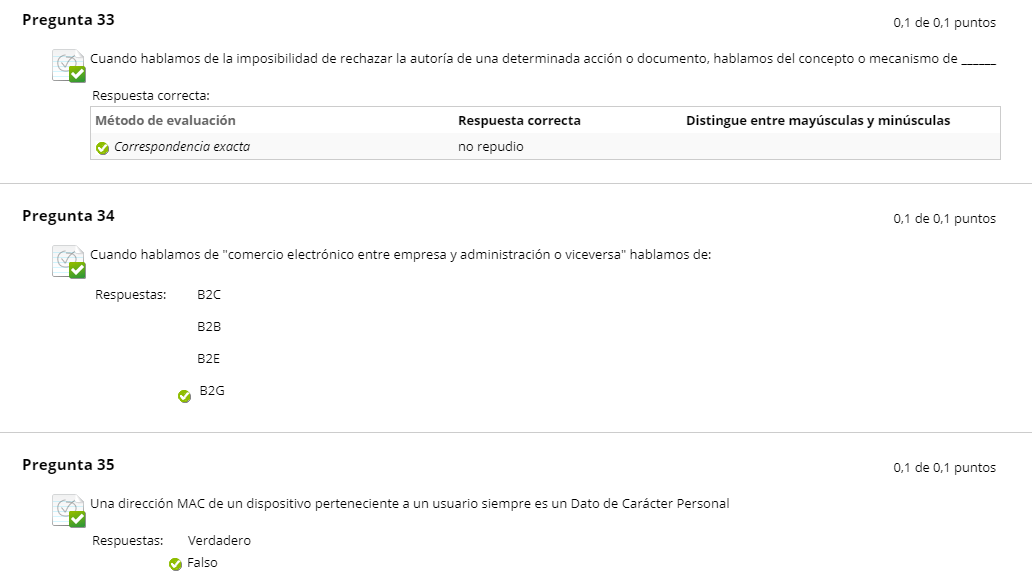 Pregunta 33
0,1 de 0,1 puntos
Cuando hablamos de la imposibilidad de rechazar la autoría de una determinada acción o documento, hablamos del concepto o mecanismo de ______
Respuesta correcta:
Método de evaluación Respuesta correcta Distingue entre mayúsculas y minúsculas
Correspondencia exacta no repudio
Pregunta 34
0,1 de 0,1 puntos
Cuando hablamos de "comercio electrónico entre empresa y administración o viceversa" hablamos de:
Respuestas: B2C
B2B
B2E
B2G
Pregunta 35
0,1 de 0,1 puntos
Una dirección MAC de un dispositivo perteneciente a un usuario siempre es un Dato de Carácter Personal
Respuestas: Verdadero
Falso